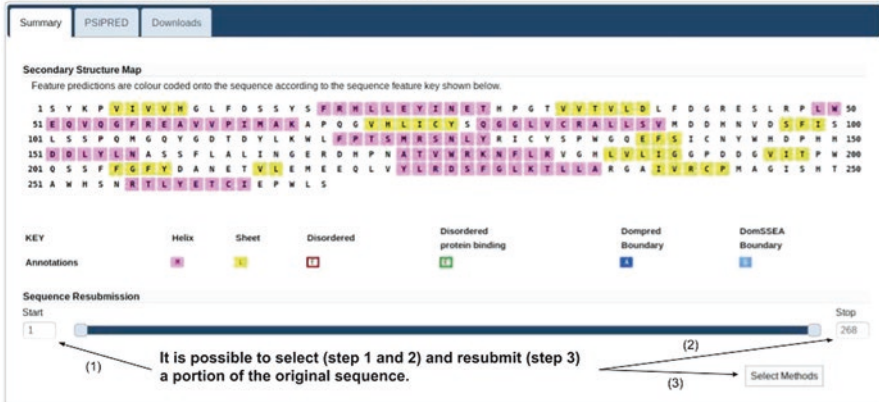 Summary PSIPRED Downloads
Secondary Structure Map
Feature predictions are colour coded onto the sequence according to the sequence feature key shown below.
1 S Y K P V I V V H G L F D S S Y S F R H L L E Y I N E T H P G T V V T V L D L F D G R E S L R P L W 50
51 E Q V Q G F R E A V V P I M A K A P Q G V H L I C Y S Q G G L V C R A L L S V M D D H N V D S F I S 100
101 L S S P Q M G Q Y G D T D Y L K W L F P T S M R S N L Y R I C Y S P W G Q E F S I C N Y W H D P H H 150
151 D D L Y L N A S S F L A L I N G E R D H P N A T V W R K N F L R V G H L V L I G G P D D G V I T P W 200
201 Q S S F F G F Y D A N E T V L E M E E Q L V Y L R D S F G L K T L L A R G A I V R C P M A G I S H T 250
251 A W H S N R T L Y E T C I E P W L S
KEY Helix Sheet Disordered Disordered protein binding Dompred Boundary DomSSEA Boundary
Annotations
Sequence Resubmission
Start Stop
1 268
(1) It is possible to select (step 1 and 2) and resubmit (step 3) (2)
a portion of the original sequence. (3) Select Methods